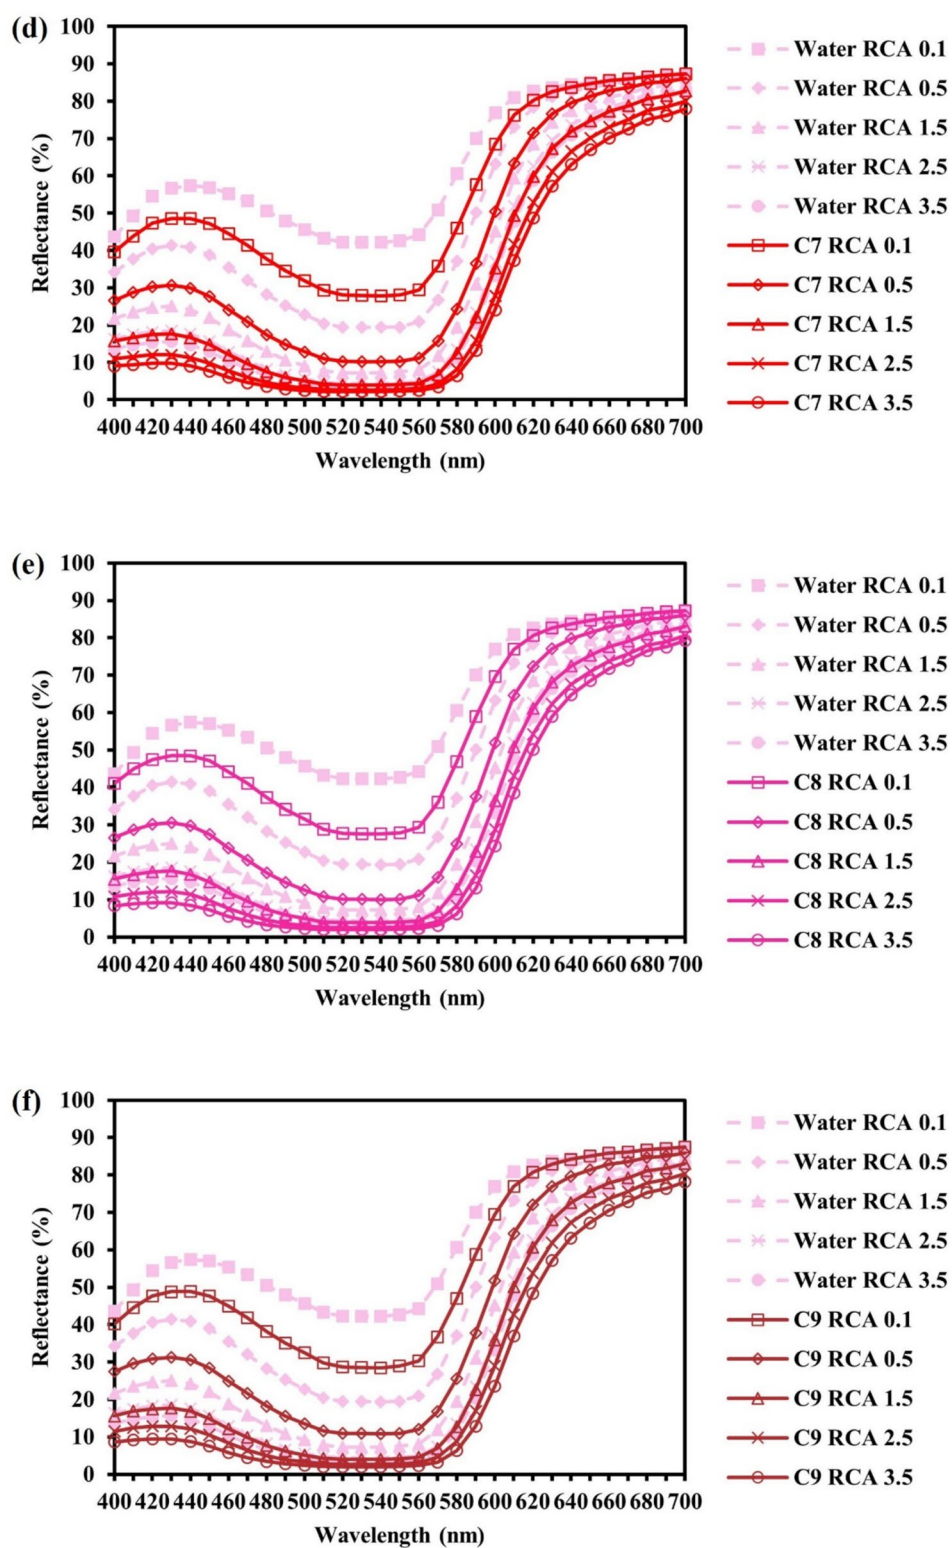 (d)
100
90
80
70
60
50
40
30
20
10
0
Reflectance (%)
400 420 440 460 480 500 520 540 560 580 600 620 640 660 680 700
Wavelength (nm)
Water RCA 0.1
Water RCA 0.5
Water RCA 1.5
Water RCA 2.5
Water RCA 3.5
C7 RCA 0.1
C7 RCA 0.5
C7 RCA 1.5
C7 RCA 2.5
C7 RCA 3.5
(e)
100
90
80
70
60
50
40
30
20
10
0
Reflectance (%)
400 420 440 460 480 500 520 540 560 580 600 620 640 660 680 700
Wavelength (nm)
Water RCA 0.1
Water RCA 0.5
Water RCA 1.5
Water RCA 2.5
Water RCA 3.5
C8 RCA 0.1
C8 RCA 0.5
C8 RCA 1.5
C8 RCA 2.5
C8 RCA 3.5
(f)
100
90
80
70
60
50
40
30
20
10
0
Reflectance (%)
400 420 440 460 480 500 520 540 560 580 600 620 640 660 680 700
Wavelength (nm)
Water RCA 0.1
Water RCA 0.5
Water RCA 1.5
Water RCA 2.5
Water RCA 3.5
C9 RCA 0.1
C9 RCA 0.5
C9 RCA 1.5
C9 RCA 2.5
C9 RCA 3.5